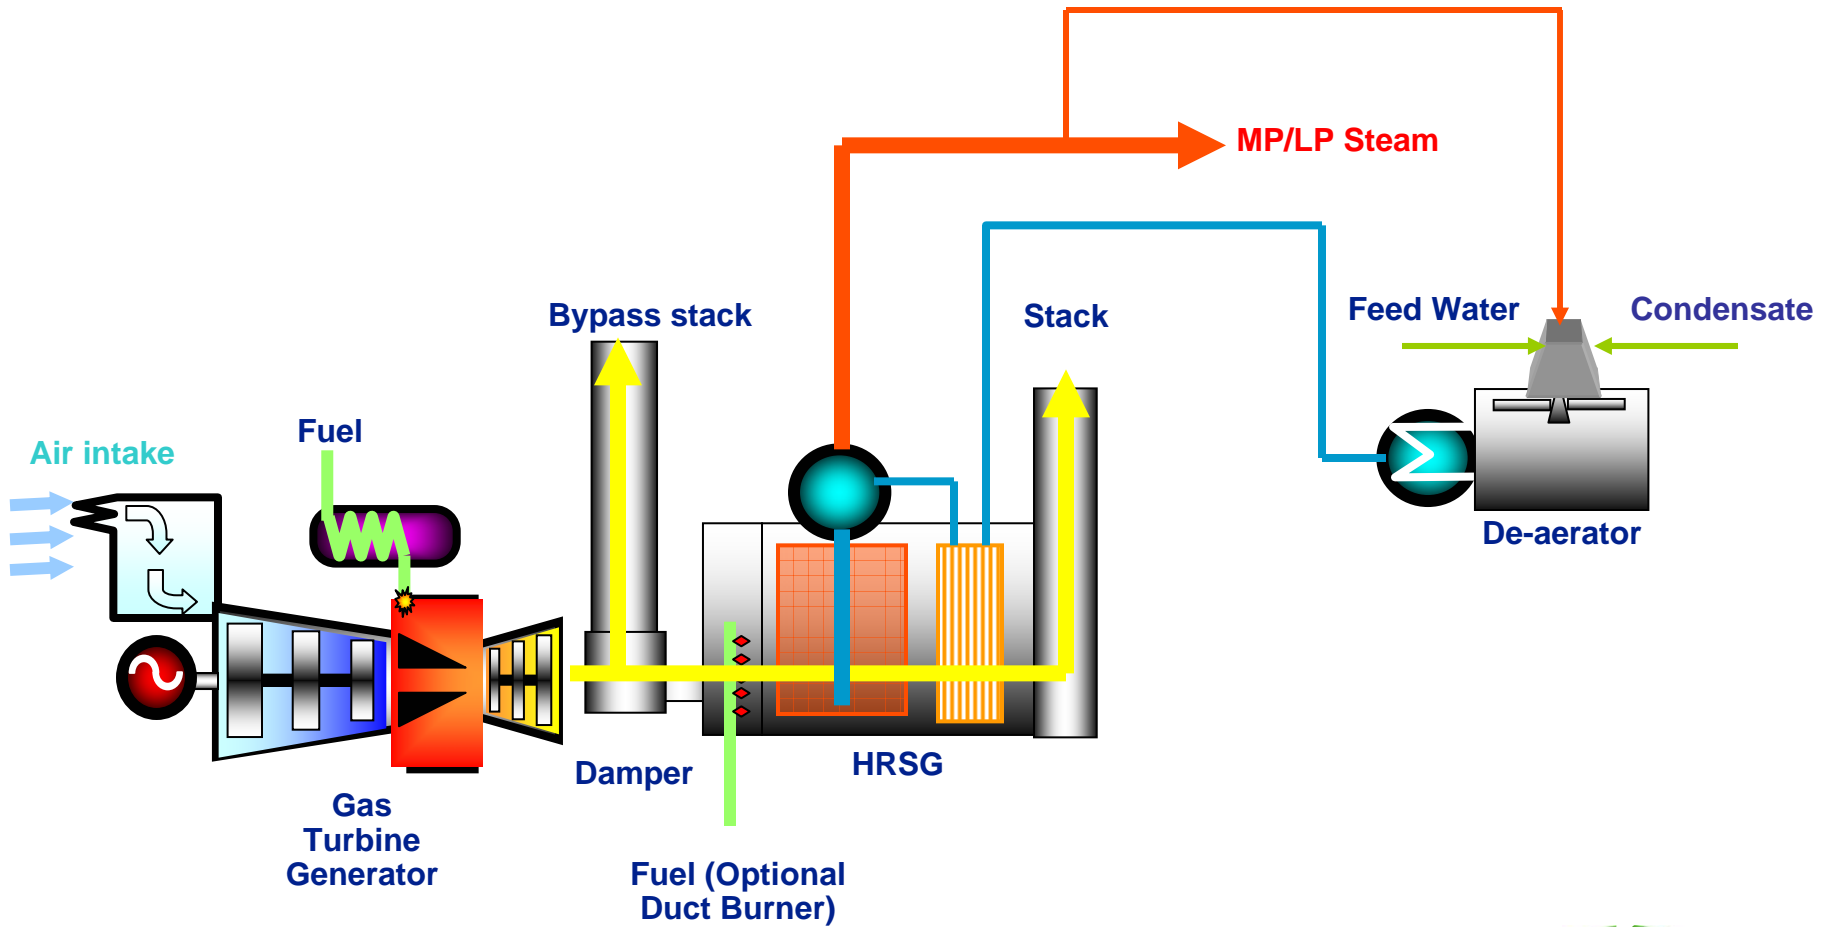 MP/LP Steam
Bypass stack
Stack
Feed Water
Condensate
Fuel
Air intake
De-aerator
Damper
HRSG
Gas
Turbine
Generator
Fuel (Optional
Duct Burner)